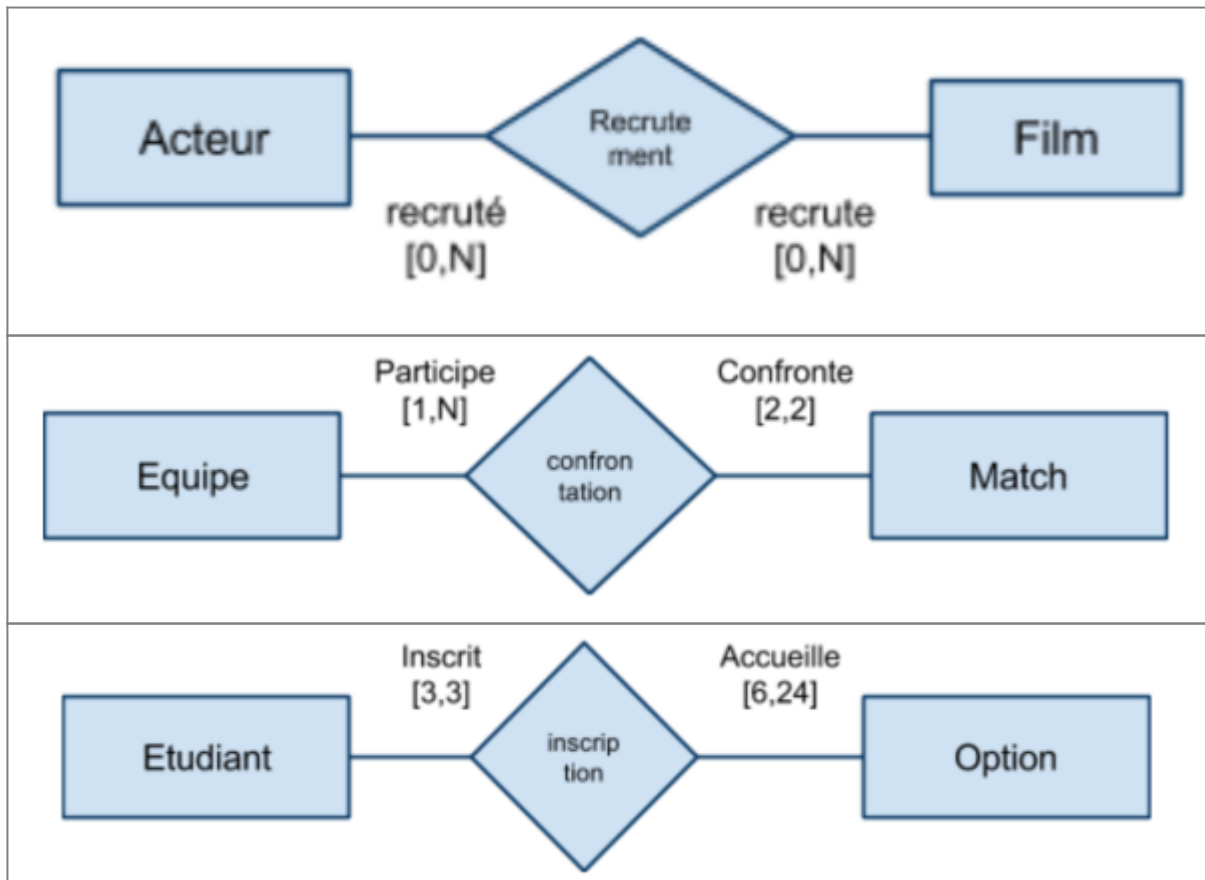 Acteur
Recrute
ment
Film
recruté
[0,N]
recrute
[0,N]
Participe
[1,N]
Confronte
[2,2]
Equipe
confron
tation
Match
Inscrit
[3,3]
Accueille
[6,24]
Etudiant
inscrip
tion
Option